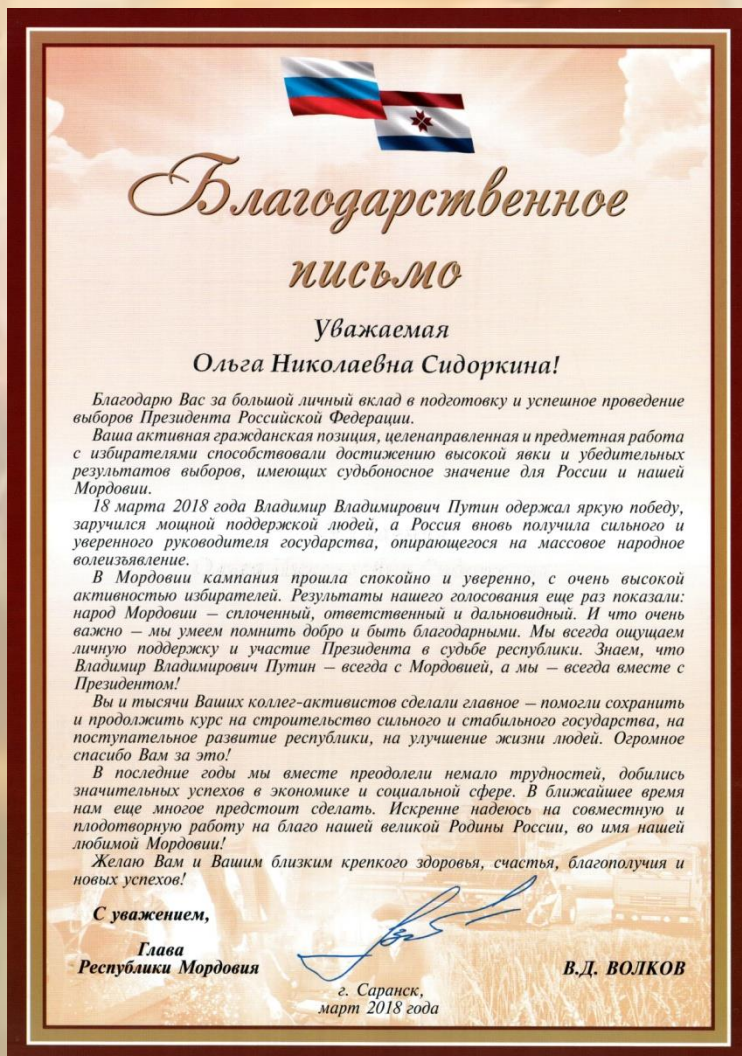 Благодарственное
письмо
Уважаемая
Ольга Николаевна Сидоркина!
Благодарю Вас за большой личный вклад в подготовку и успешное проведение
выборов Президента Российской Федерации.
Ваша активная гражданская позиция, целенаправленная и предметная работа
с избирателями способствовали достижению высокой явки и убедительных
результатов выборов, имеющих судьбоносное значение для России и нашей
Мордовии.
18 марта 2018 года Владимир Владимирович Путин одержал яркую победу,
заручился мощной поддержкой людей, а Россия вновь получила сильного и
уверенного руководителя государства, опирающегося на массовое народное
волеизъявление.
В Мордовии кампания прошла спокойно и уверенно, с очень высокой
активностью избирателей. Результаты нашего голосования еще раз показали:
народ Мордовии – сплоченный, ответственный и дальновидный. И что очень
важно – мы умеем помнить добро и быть благодарными. Мы всегда ощущаем
личную поддержку и участие Президента в судьбе республики. Знаем, что
Владимир Владимирович Путин – всегда с Мордовией, а мы – всегда вместе с
Президентом!
Вы и тысячи Ваших коллег-активистов сделали главное – помогли сохранить
и продолжить курс на строительство сильного и стабильного государства, на
поступательное развитие республики, на улучшение жизни людей. Огромное
спасибо Вам за это!
В последние годы мы вместе преодолели немало трудностей, добились
значительных успехов в экономике и социальной сфере. В ближайшее время
нам еще многое предстоит сделать. Искренне надеюсь на совместную и
плодотворную работу на благо нашей великой Родины России, во имя нашей
любимой Мордовии!
Желаю Вам и Вашим близким крепкого здоровья, счастья, благополучия и
новых успехов!
С уважением,
Глава
Республики Мордовия
В.Д. ВОЛКОВ
г. Саранск,
март 2018 года